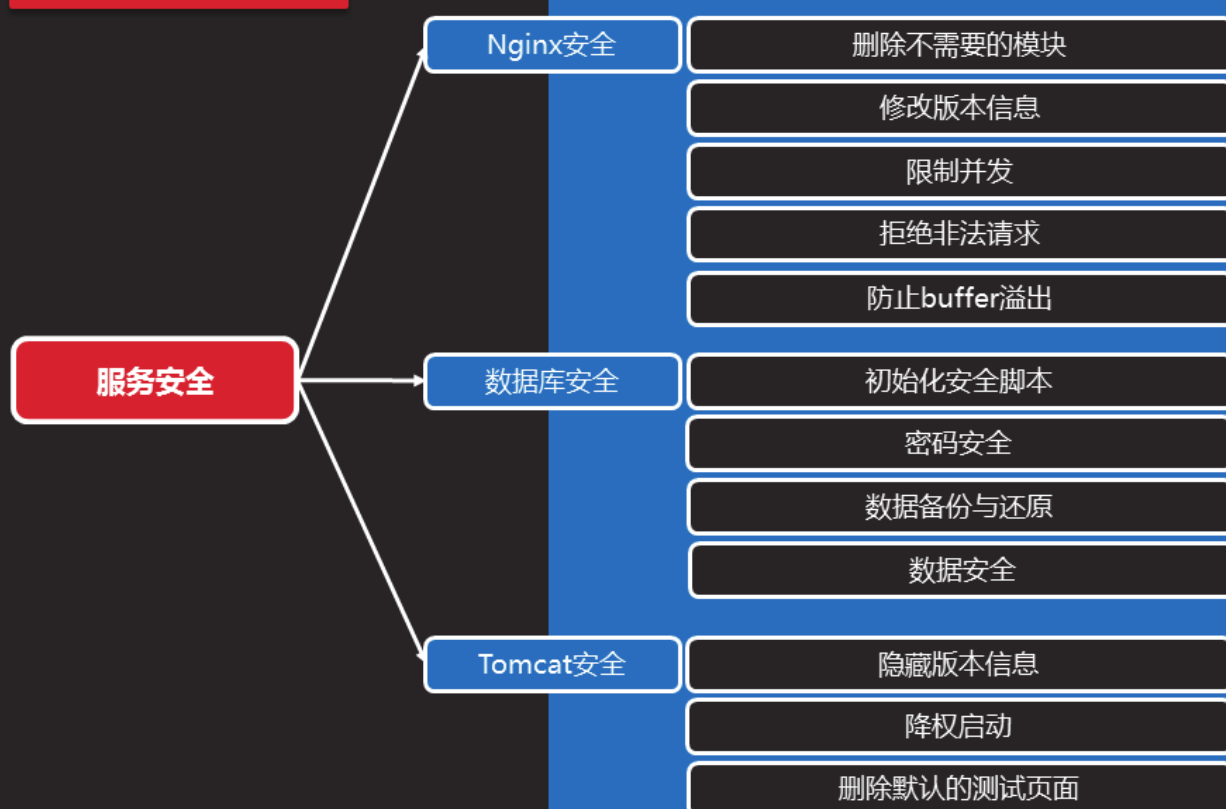 服务安全
Nginx安全
删除不需要的模块
修改版本信息
限制并发
拒绝非法请求
防止buffer溢出
数据库安全
初始化安全脚本
密码安全
数据备份与还原
数据安全
Tomcat安全
隐藏版本信息
降权启动
删除默认的测试页面